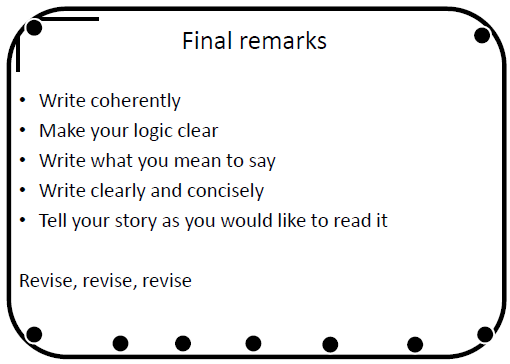 Final remarks
• Write coherently
• Make your logic clear
• Write what you mean to say
• Write clearly and concisely
• Tell your story as you would like to read it
Revise, revise, revise